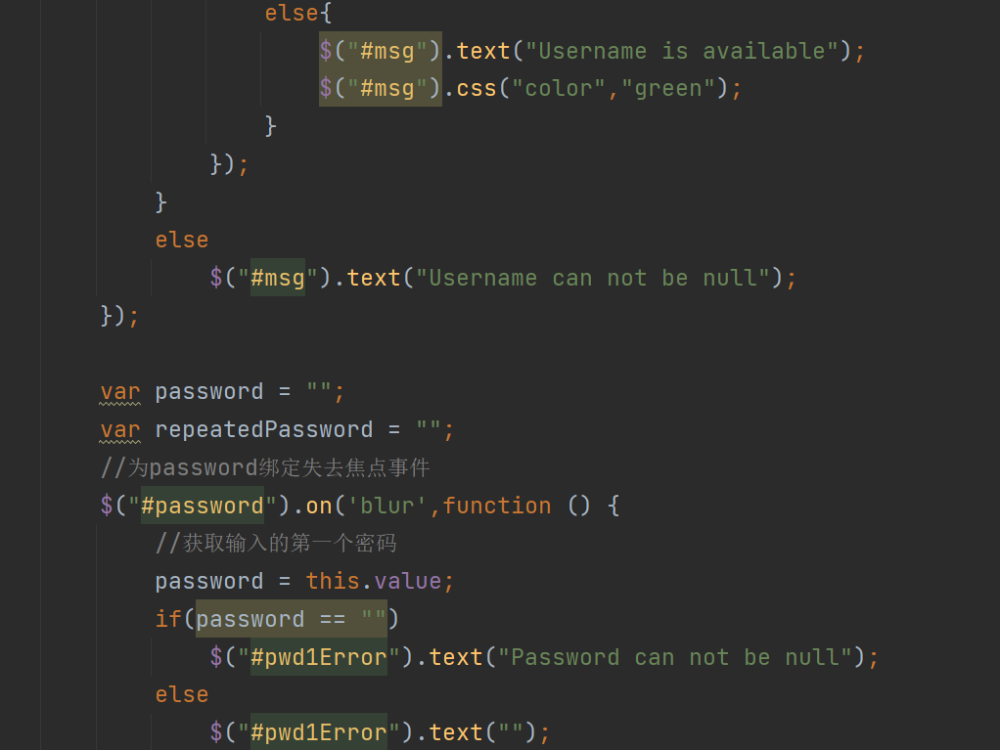 else{
$("#msg").text("Username is available");
$("#msg").css("color","green");
}
});
}
else
$("#msg").text("Username can not be null");
});
var password = "";
var repeatedPassword = "";
//为password绑定失去焦点事件
$("#password").on('blur',function () {
//获取输入的第一个密码
password = this.value;
if(password == "")
$("#pwd1Error").text("Password can not be null");
else
$("#pwd1Error").text("");